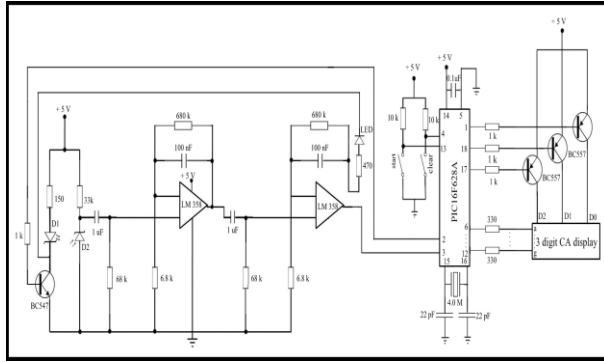 + 5 V
+ 5 V
+ 5 V
+ 5 V
0.1uF
680 k
680 k
14
5
10 k
10 k
LED
1
1 k
100 nF
100 nF
4
13
18
1 k
BC557
470
start
clear
PIC16F628A
17
1 k
BC557
+ 5 V
150
33k
D1
D2
1 uF
LM 358
1 uF
LM 358
D2
D1
D0
1 k
6
330
a
3 digit CA display
2
3
12
330
g
68 k
6.8 k
68 k
6.8 k
15
16
BC547
4.0 M
22 pF
22 pF